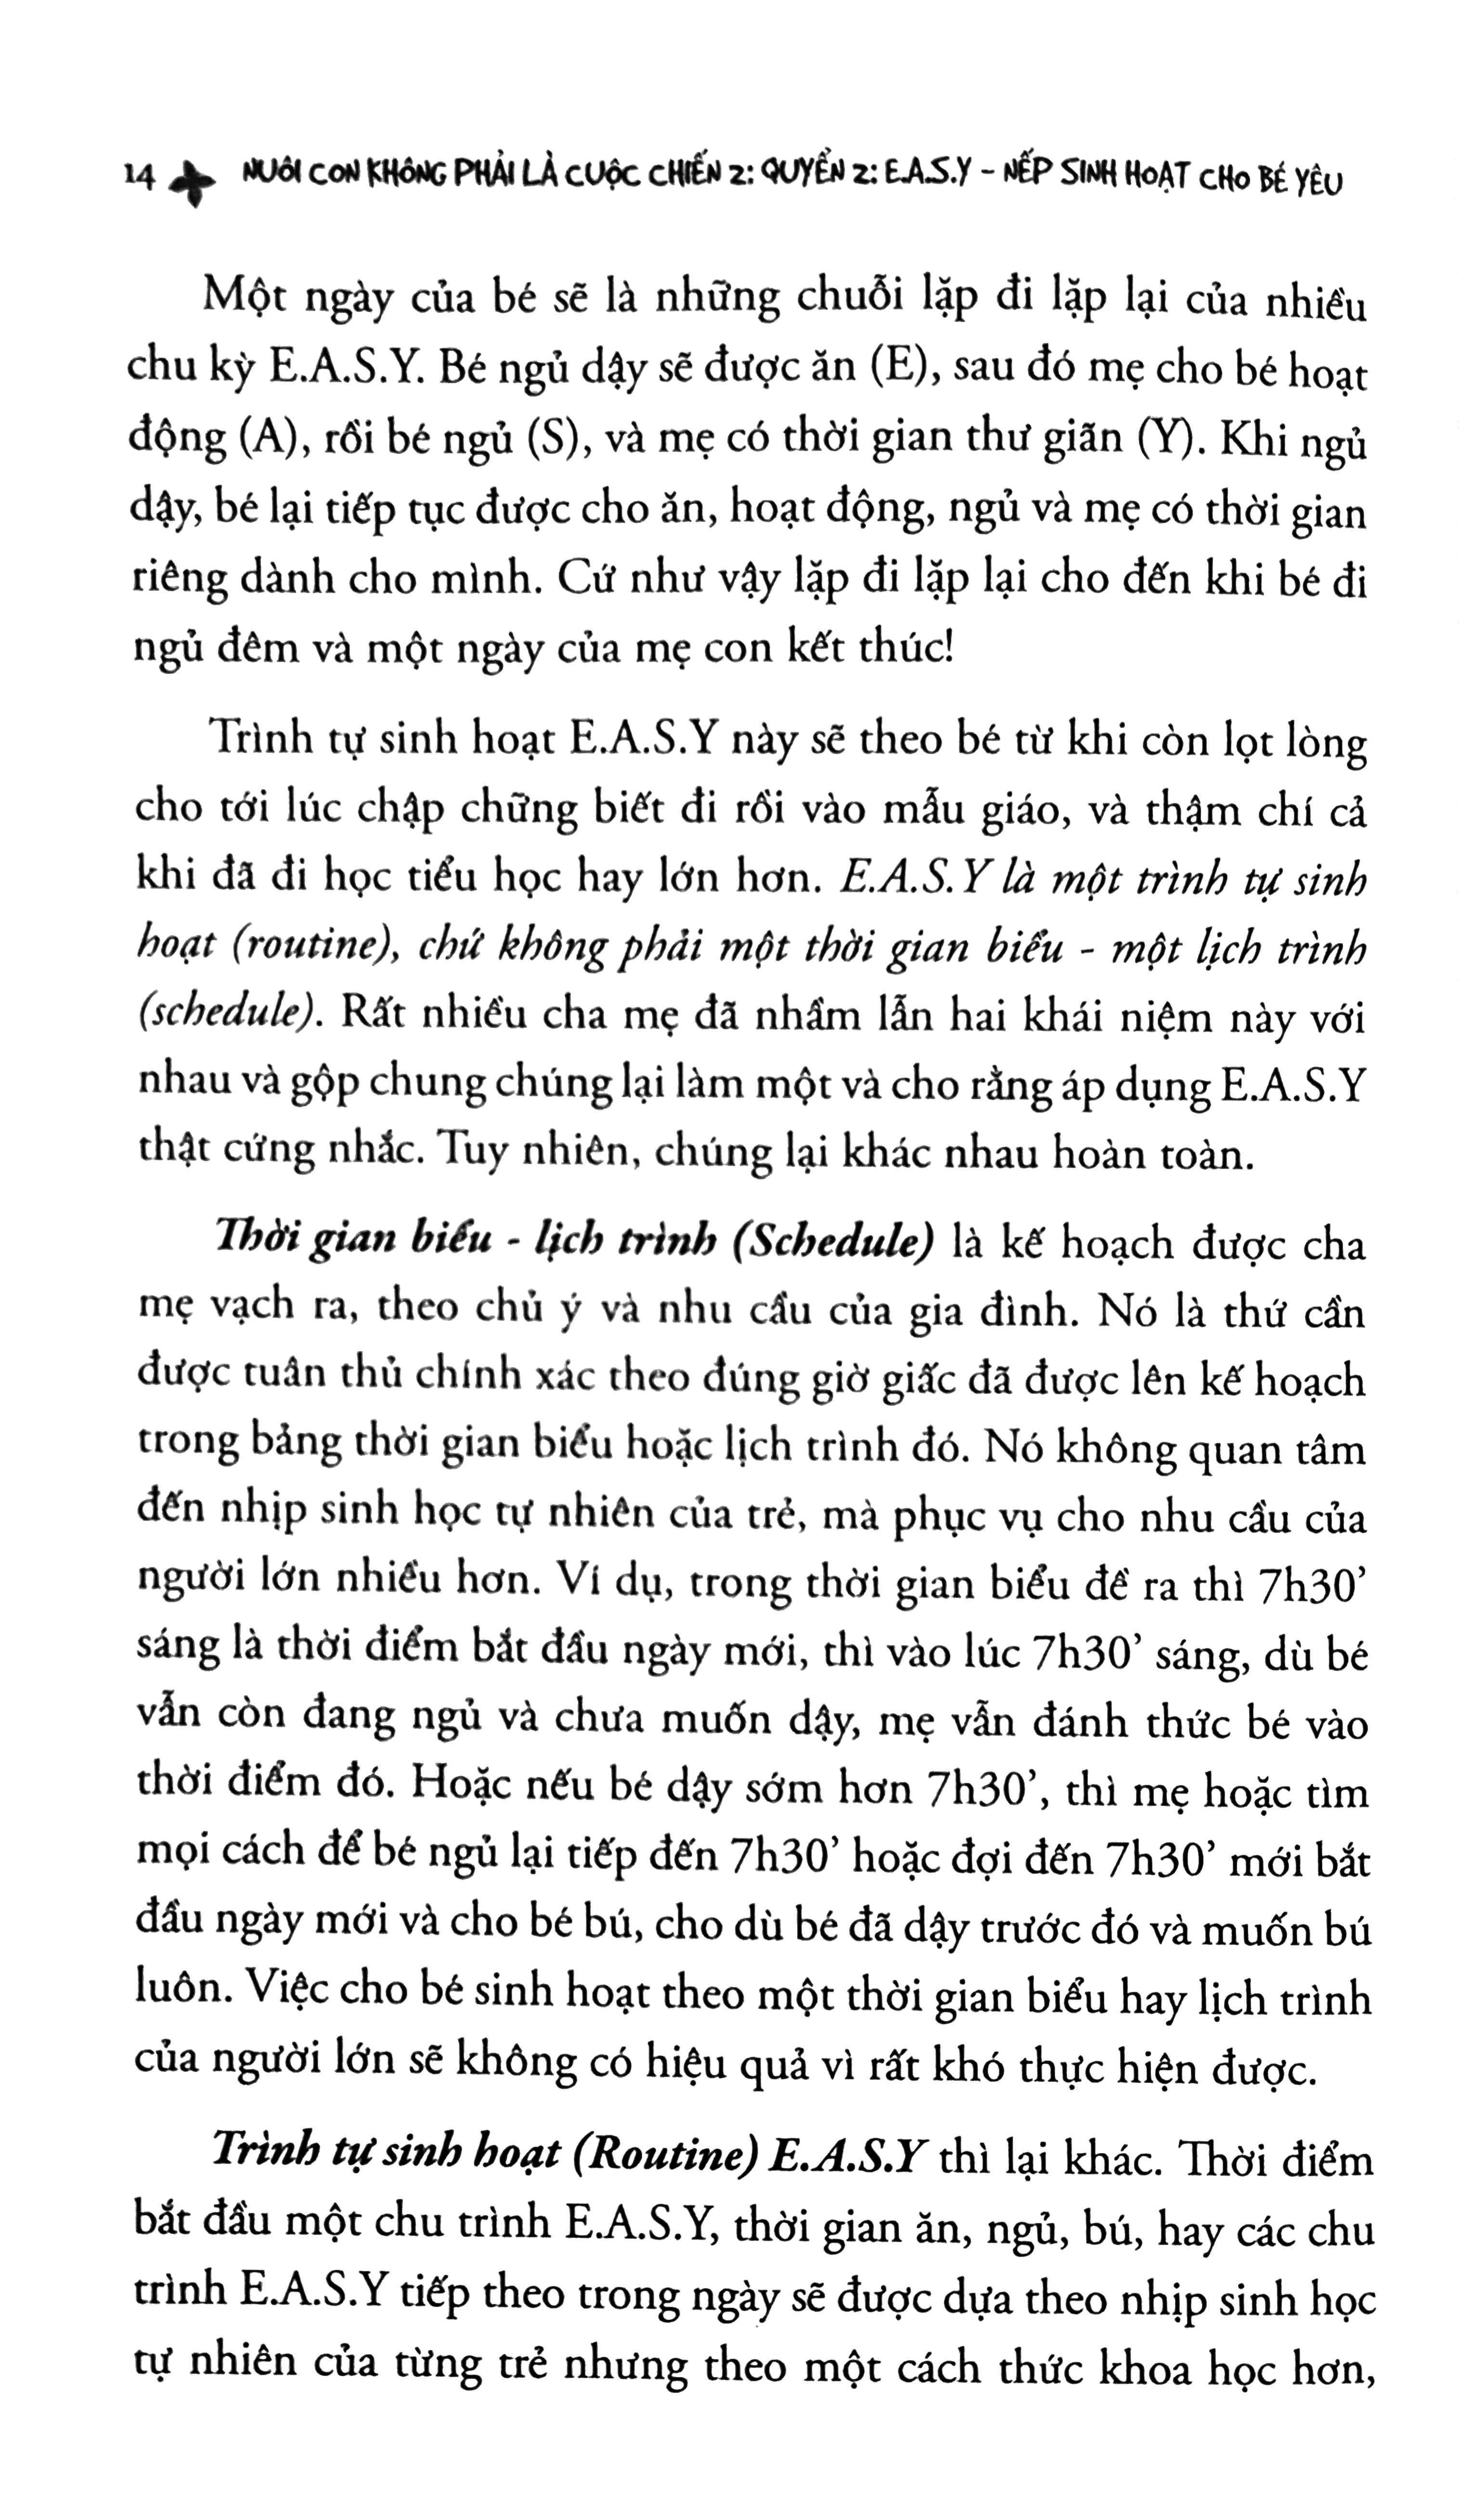 14 NUÔI CON KHÔNG PHẢI LÀ CUỘC CHIẾN 2: QUYỂN 2: E.A.S.Y - NẾP SINH HOẠT CHO BÉ YÊU
Một ngày của bé sẽ là những chuỗi lặp đi lặp lại của nhiều
chu kỳ E.A.S.Y. Bé ngủ dậy sẽ được ăn (E), sau đó mẹ cho bé hoạt
động (A), rồi bé ngủ (S), và mẹ có thời gian thư giãn (Y). Khi ngủ
dậy, bé lại tiếp tục được cho ăn, hoạt động, ngủ và mẹ có thời gian
riêng dành cho mình. Cứ như vậy lặp đi lặp lại cho đến khi bé đi
ngủ đêm và một ngày của mẹ con kết thúc!
Trình tự sinh hoạt E.A.S.Y này sẽ theo bé từ khi còn lọt lòng
cho tới lúc chập chững biết đi rồi vào mẫu giáo, và thậm chí cả
khi đã đi học tiểu học hay lớn hơn. E.A.S.Y là một trình tự sinh
hoạt (routine), chứ không phải một thời gian biểu - một lịch trình
(schedule). Rất nhiều cha mẹ đã nhầm lẫn hai khái niệm này với
nhau và gộp chung chúng lại làm một và cho rằng áp dụng E.A.S.Y
thật cứng nhắc. Tuy nhiên, chúng lại khác nhau hoàn toàn.
Thời gian biểu - lịch trình (Schedule) là kế hoạch được cha
mẹ vạch ra, theo chủ ý và nhu cầu của gia đình. Nó là thứ cần
được tuân thủ chính xác theo đúng giờ giấc đã được lên kế hoạch
trong bảng thời gian biểu hoặc lịch trình đó. Nó không quan tâm
đến nhịp sinh học tự nhiên của trẻ, mà phục vụ cho nhu cầu của
người lớn nhiều hơn. Ví dụ, trong thời gian biểu đề ra thì 7h30’
sáng là thời điểm bắt đầu ngày mới, thì vào lúc 7h30’ sáng, dù bé
vẫn còn đang ngủ và chưa muốn dậy, mẹ vẫn đánh thức bé vào
thời điểm đó. Hoặc nếu bé dậy sớm hơn 7h30’, thì mẹ hoặc tìm
mọi cách để bé ngủ lại tiếp đến 7h30’ hoặc đợi đến 7h30’ mới bắt
đầu ngày mới và cho bé bú, cho dù bé đã dậy trước đó và muốn bú
luôn. Việc cho bé sinh hoạt theo một thời gian biểu hay lịch trình
của người lớn sẽ không có hiệu quả vì rất khó thực hiện được.
Trình tự sinh hoạt (Routine) E.A.S.Y thì lại khác. Thời điểm
bắt đầu một chu trình E.A.S.Y, thời gian ăn, ngủ, bú, hay các chu
trình E.A.S.Y tiếp theo trong ngày sẽ được dựa theo nhịp sinh học
tự nhiên của từng trẻ nhưng theo một cách thức khoa học hơn,